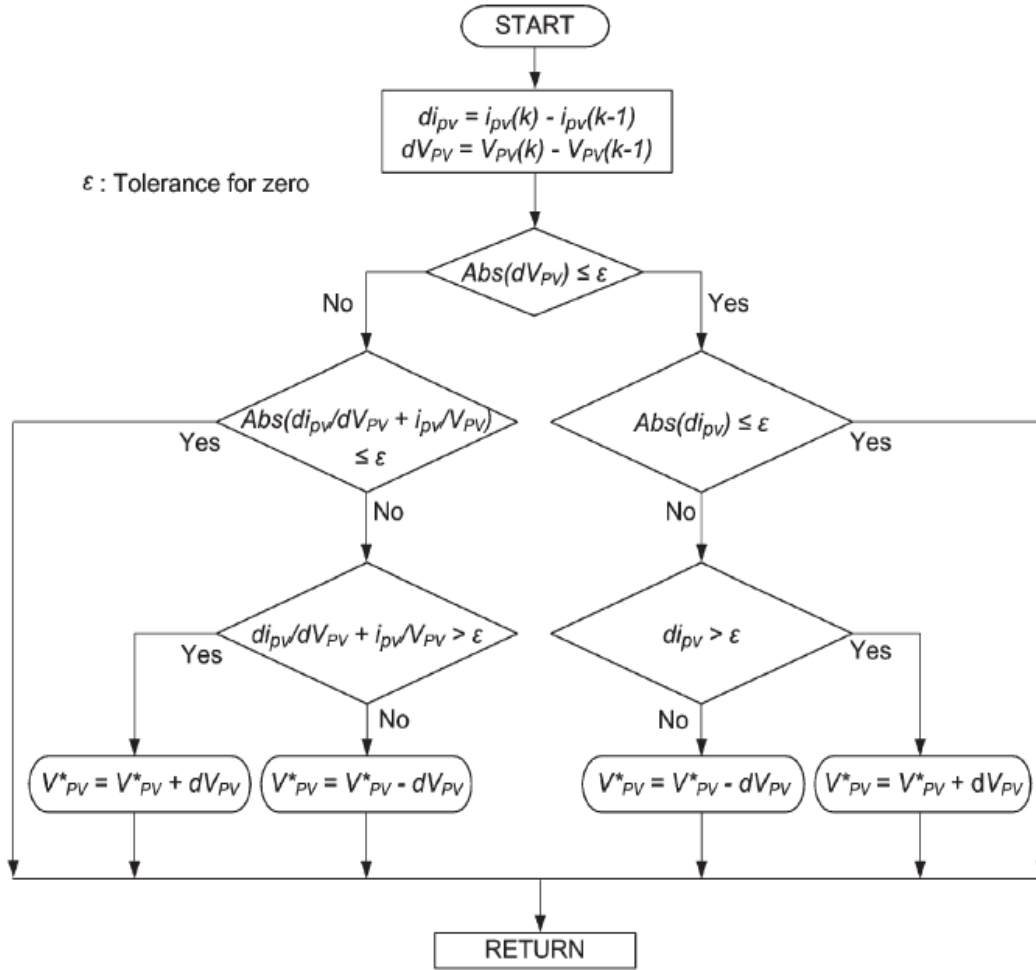 START
di_pv = i_pv(k) - i_pv(k-1)
dV_PV = V_PV(k) - V_PV(k-1)
ε : Tolerance for zero
Abs(dV_PV) ≤ ε
No
Yes
Abs(di_pv/dV_PV + i_pv/V_PV)
≤ ε
Yes
No
Abs(di_pv) ≤ ε
Yes
No
di_pv/dV_PV + i_pv/V_PV > ε
Yes
No
di_pv > ε
Yes
No
V*_PV = V*_PV + dV_PV
V*_PV = V*_PV - dV_PV
V*_PV = V*_PV - dV_PV
V*_PV = V*_PV + dV_PV
RETURN